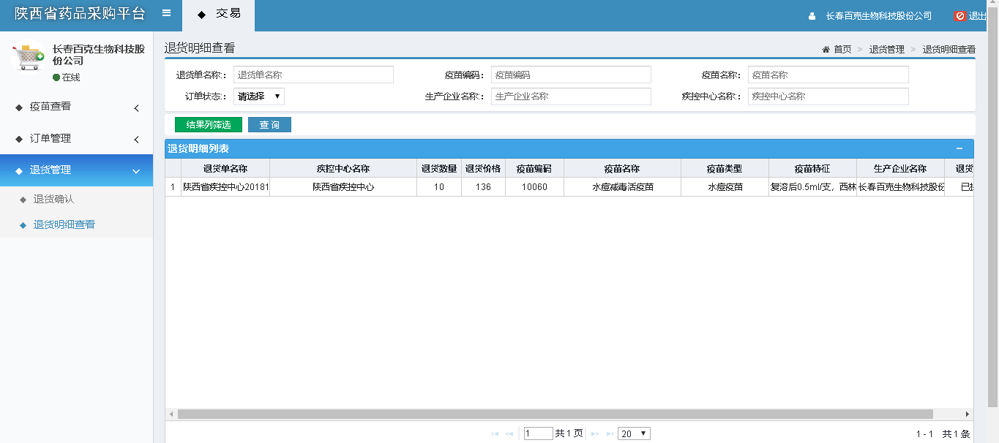 陕西省药品采购平台
交易
长春百克生物科技股份公司
退出
长春百克生物科技股份公司
在线
疫苗查看
订单管理
退货管理
退货确认
退货明细查看
退货明细查看
首页 > 退货管理 > 退货明细查看
退货单名称: 退货单名称 疫苗编码: 疫苗编码 疫苗名称: 疫苗名称
订单状态: 请选择 生产企业名称: 生产企业名称 疾控中心名称: 疾控中心名称
结果列筛选 查 询
退货明细列表
退货单名称 疾控中心名称 退货数量 退货价格 疫苗编码 疫苗名称 疫苗类型 疫苗特征 生产企业名称 退货
1 陕西省疾控中心20181 陕西省疾控中心 10 136 10060 水痘减毒活疫苗 水痘疫苗 复溶后0.5ml/支，西林 长春百克生物科技股份 已
1 共 1 页 20 1 - 1 共 1 条